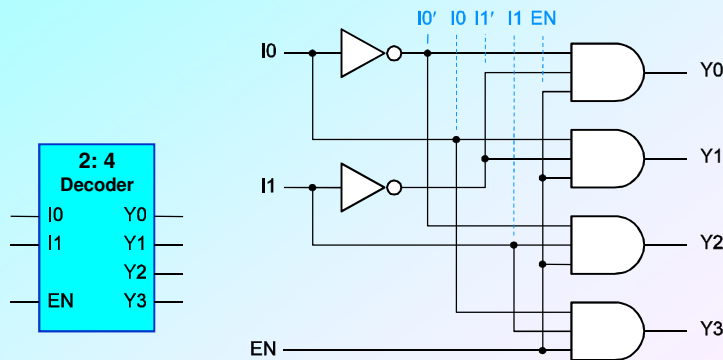 2: 4
Decoder
I0 Y0
I1 Y1
Y2
EN Y3
I0′ I0 I1′ I1 EN
I0
Y0
Y1
I1
Y2
Y3
EN